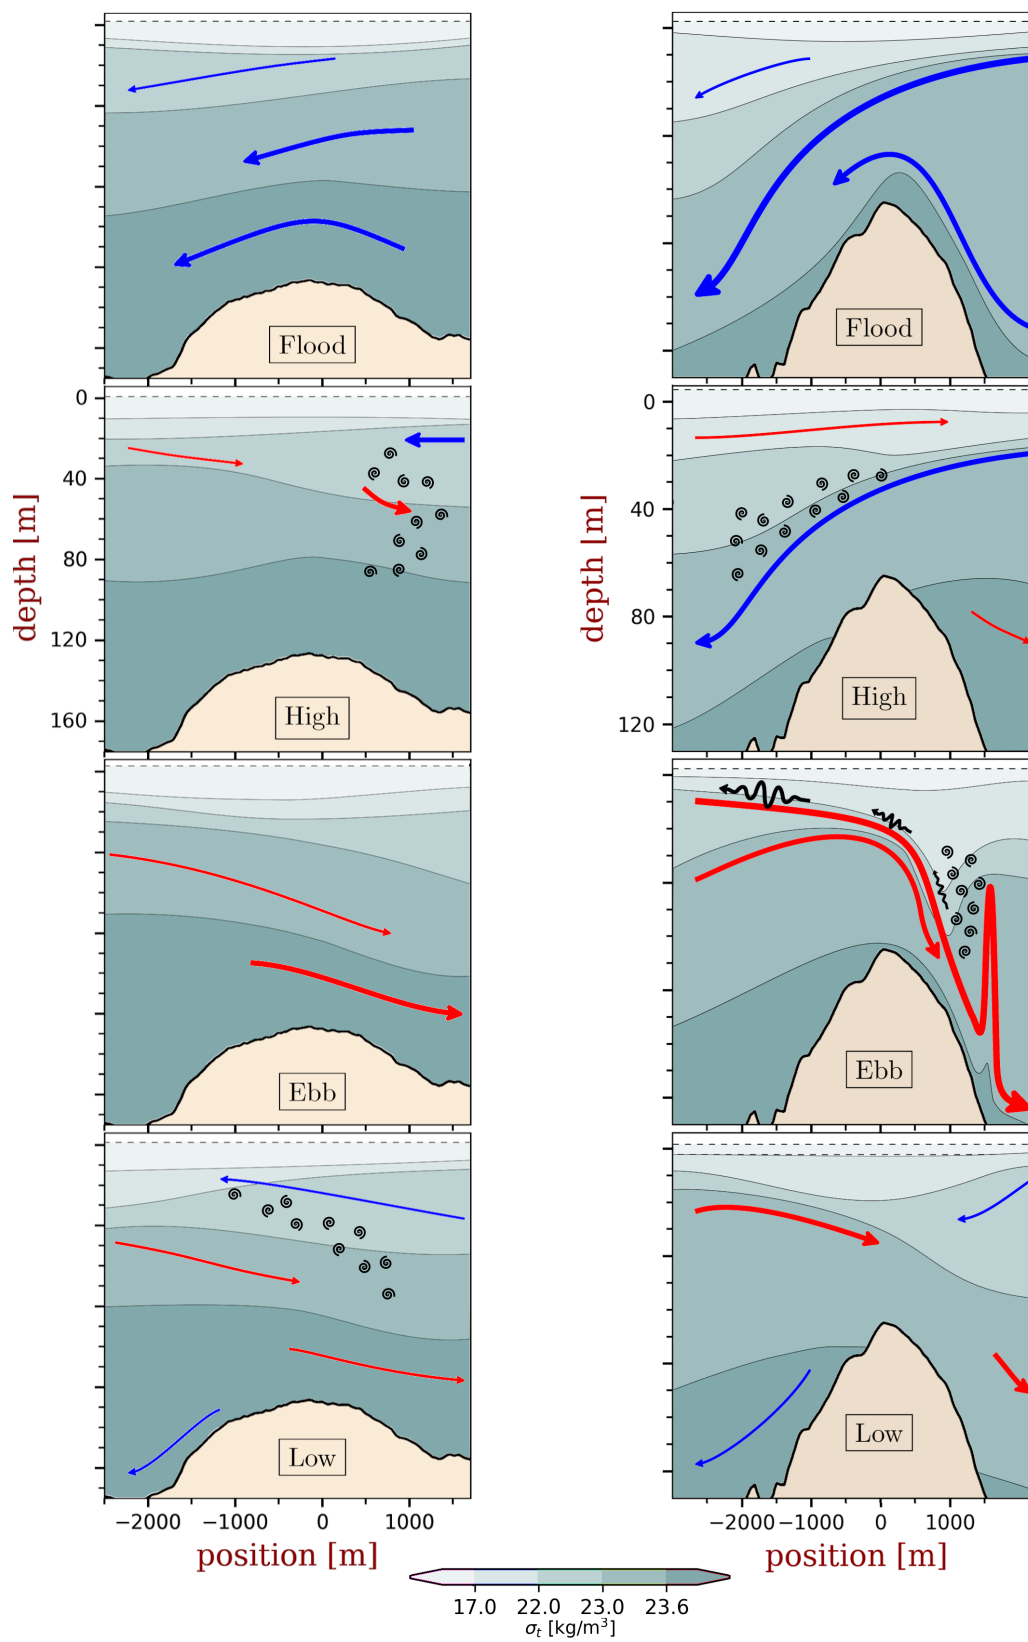 Flood
Flood
0
40
80
120
160
depth [m]
High
0
40
80
120
depth [m]
High
Ebb
Ebb
Low
Low
−2000 −1000 0 1000
position [m]
−2000 −1000 0 1000
position [m]
17.0 22.0 23.0 23.6
σₜ [kg/m³]